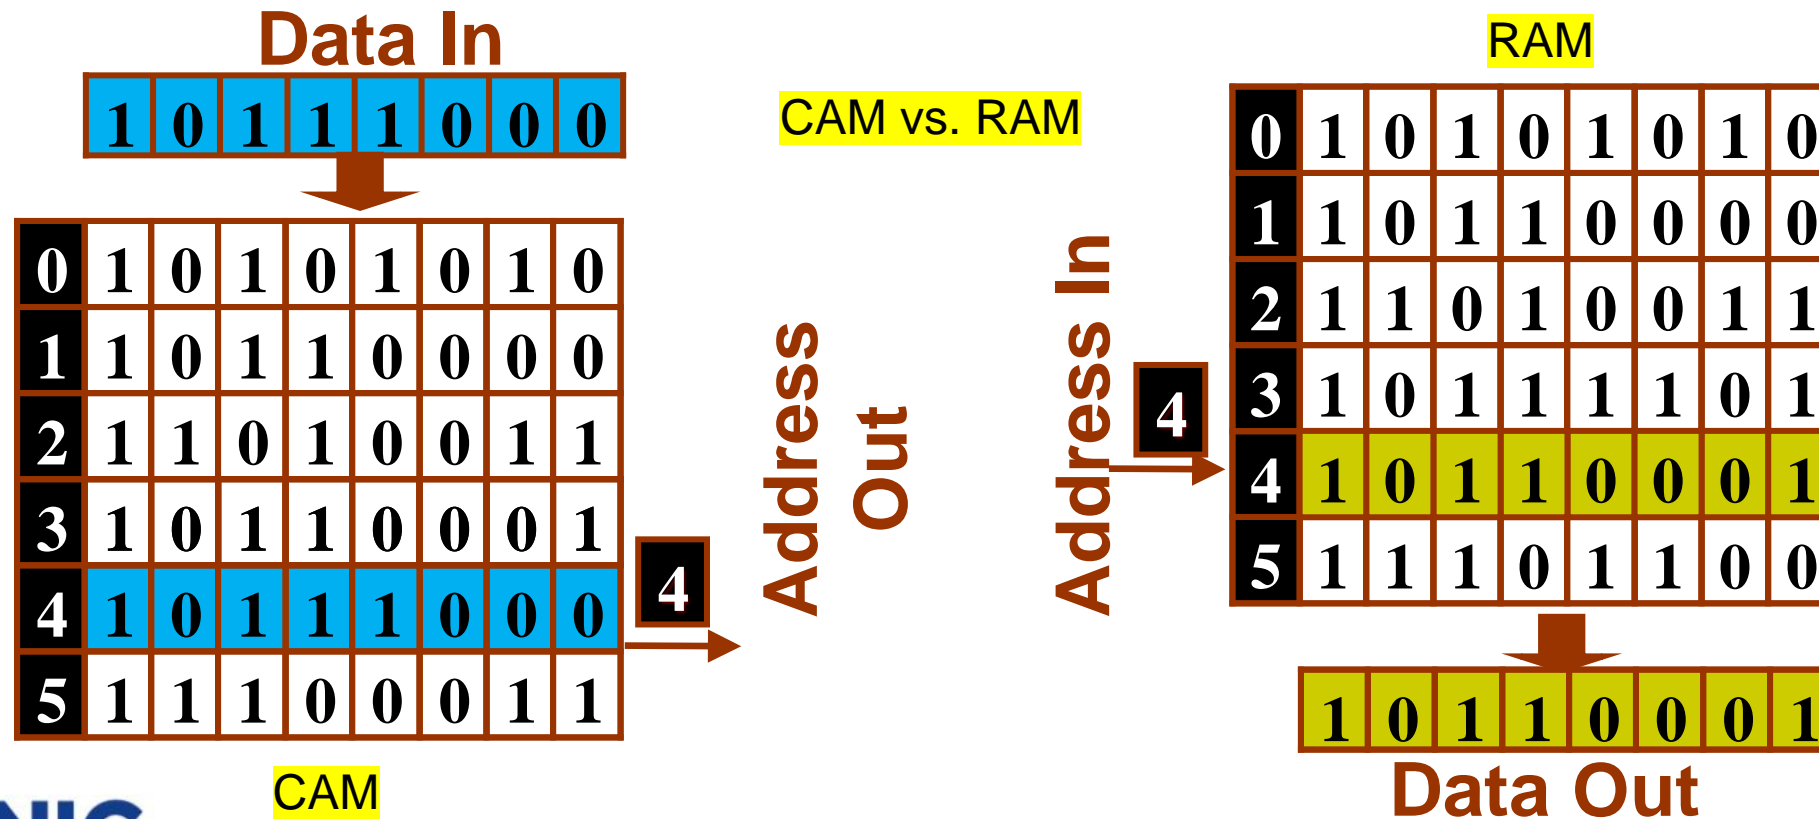 Data In
1 0 1 1 1 0 0 0
0 1 0 1 0 1 0 1 0
1 1 0 1 1 0 0 0 0
2 1 1 0 1 0 0 1 1
3 1 0 1 1 0 0 0 1
4 1 0 1 1 1 0 0 0
5 1 1 1 0 0 0 1 1
4
Address
Out
CAM
CAM vs. RAM
RAM
Address In
4
0 1 0 1 0 1 0 1 0
1 1 0 1 1 0 0 0 0
2 1 1 0 1 0 0 1 1
3 1 0 1 1 1 1 0 1
4 1 0 1 1 0 0 0 1
5 1 1 1 0 1 1 0 0
1 0 1 1 0 0 0 1
Data Out